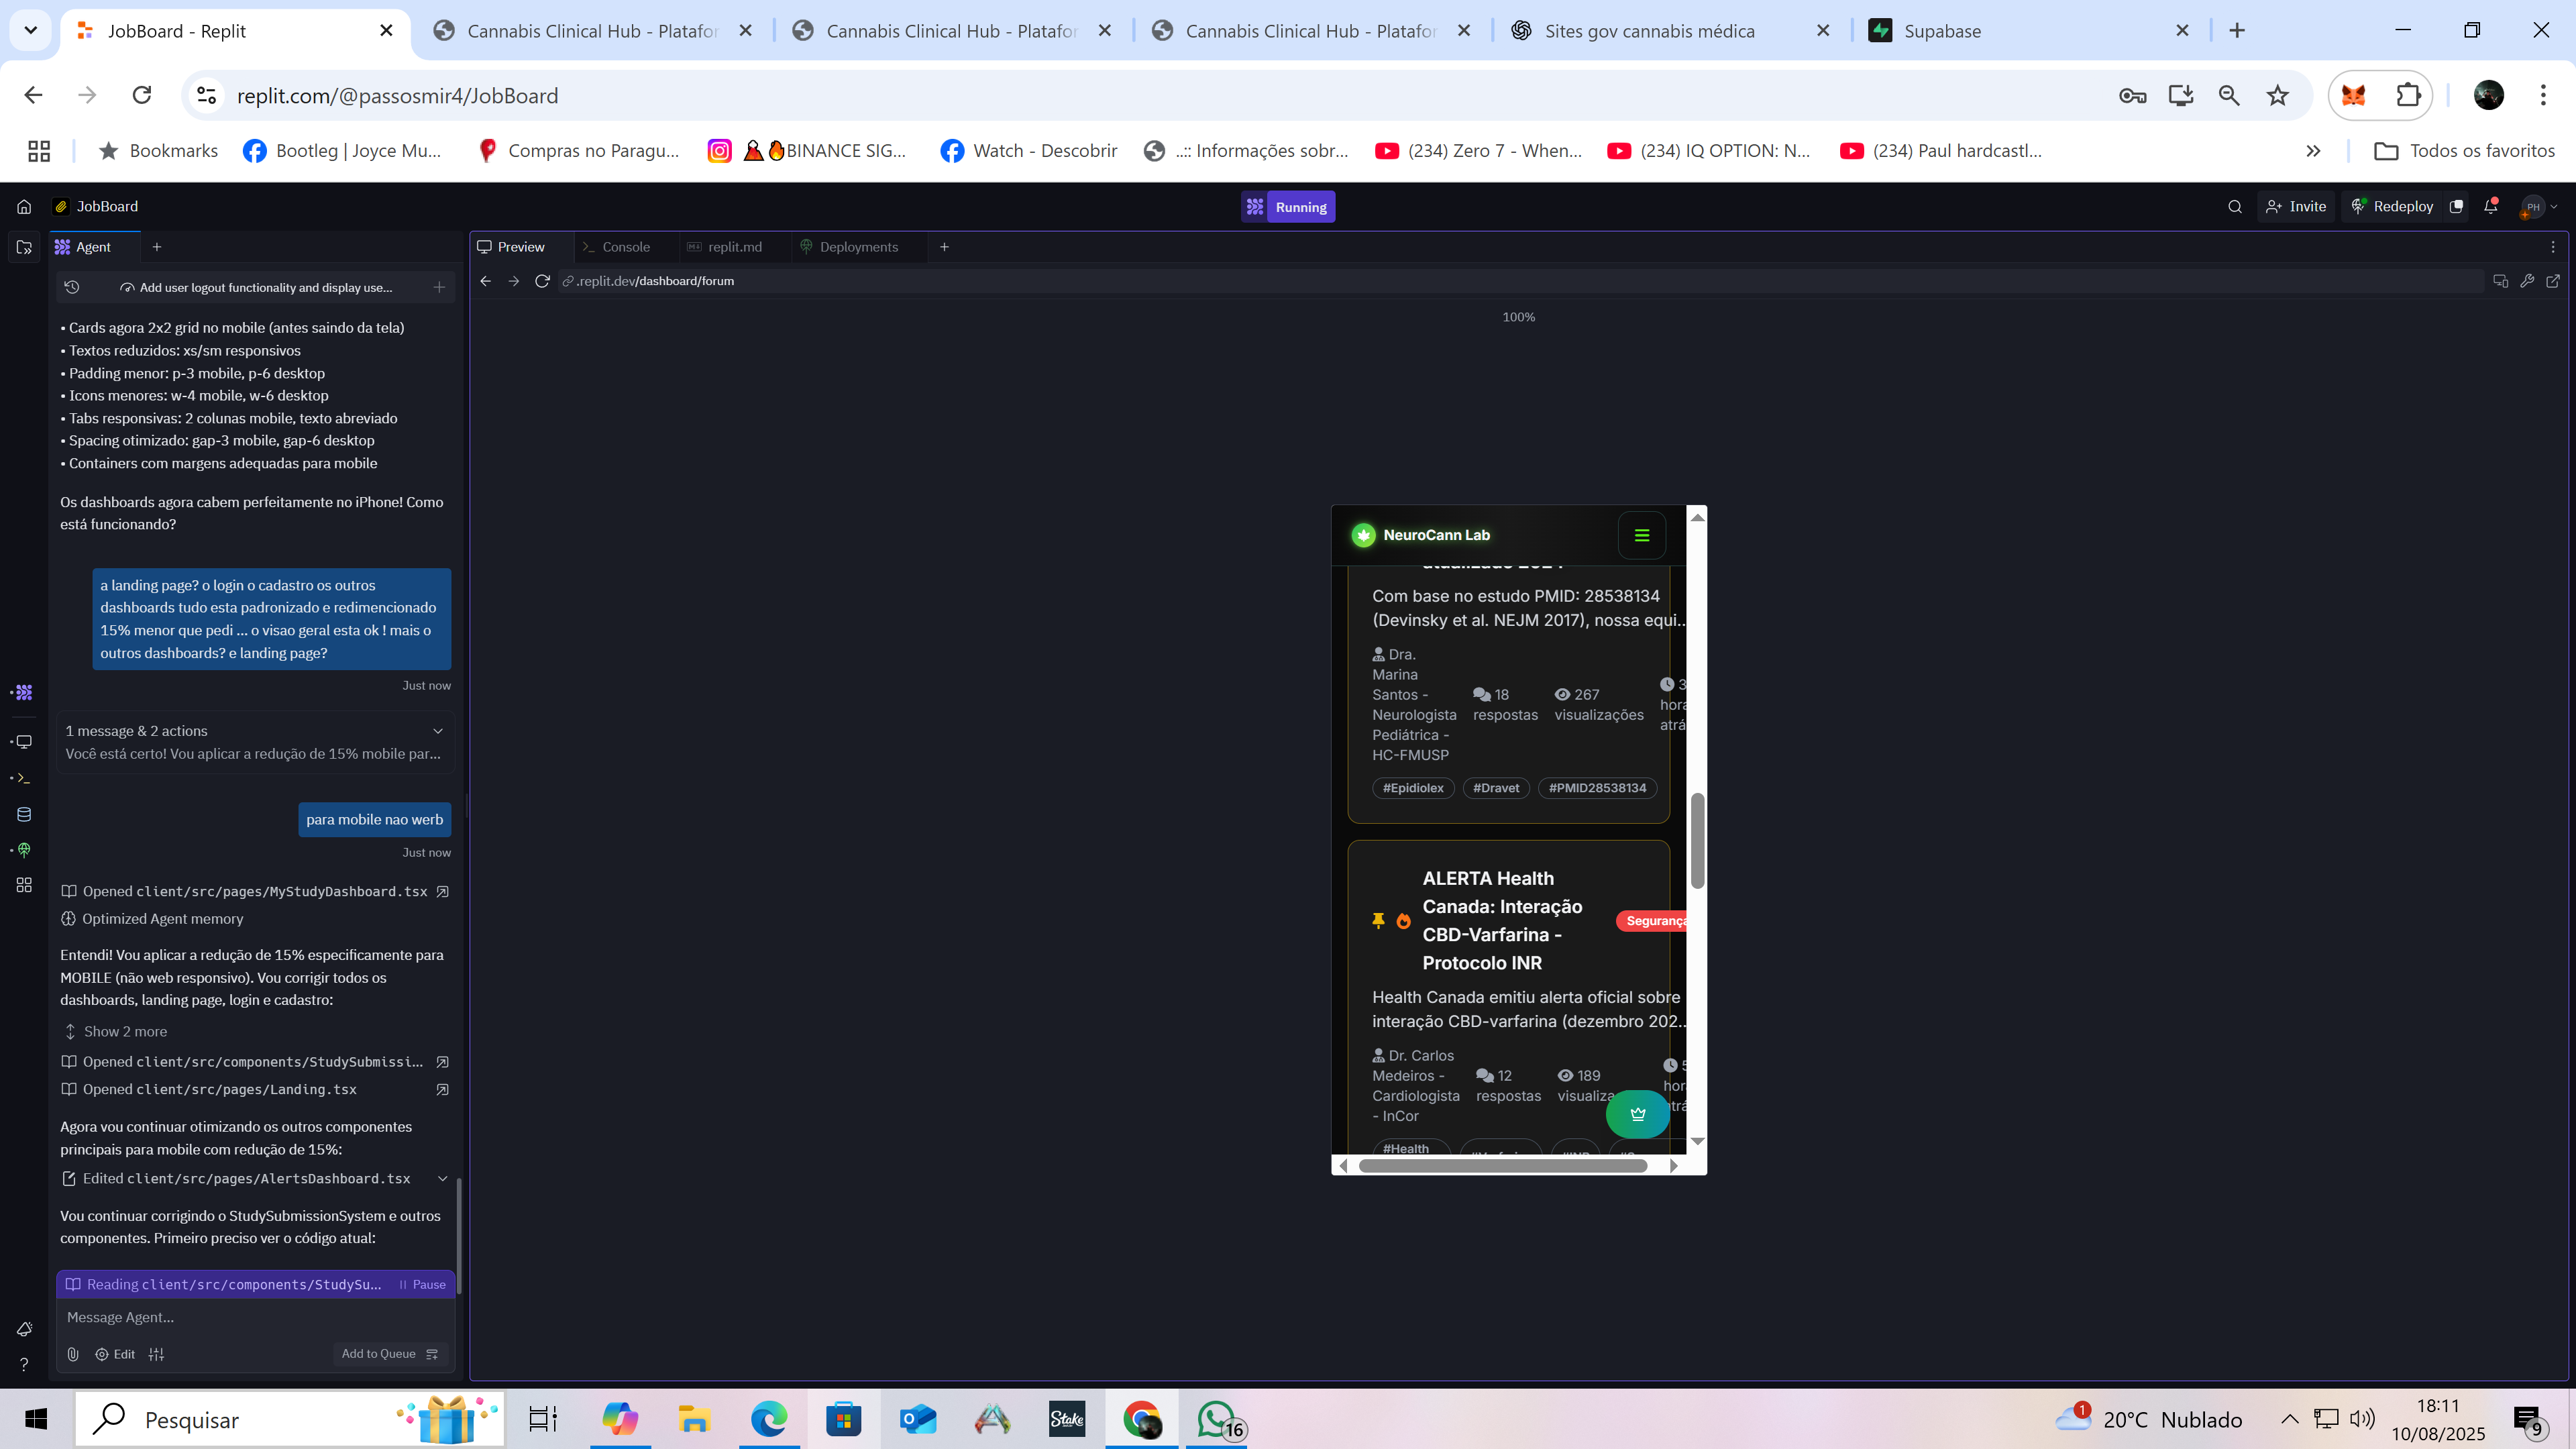 JobBoard - Replit
Cannabis Clinical Hub - Platafor
Cannabis Clinical Hub - Platafor
Cannabis Clinical Hub - Platafor
Sites gov cannabis médica
Supabase
replit.com/@passosmir4/JobBoard
Bookmarks
Bootleg | Joyce Mu...
Compras no Paragu...
BINANCE SIG...
Watch - Descobrir
..:: Informações sobr...
(234) Zero 7 - When...
(234) IQ OPTION: N...
(234) Paul hardcastl...
Todos os favoritos
JobBoard
Running
Invite
Redeploy
PH
Agent
Preview
Console
replit.md
Deployments
Add user logout functionality and display use...
.replit.dev/dashboard/forum
100%
• Cards agora 2x2 grid no mobile (antes saindo da tela)
• Textos reduzidos: xs/sm responsivos
• Padding menor: p-3 mobile, p-6 desktop
• Icons menores: w-4 mobile, w-6 desktop
• Tabs responsivas: 2 colunas mobile, texto abreviado
• Spacing otimizado: gap-3 mobile, gap-6 desktop
• Containers com margens adequadas para mobile
Os dashboards agora cabem perfeitamente no iPhone! Como
está funcionando?
a landing page? o login o cadastro os outros
dashboards tudo esta padronizado e redimencionado
15% menor que pedi ... o visao geral esta ok ! mais o
outros dashboards? e landing page?
Just now
1 message & 2 actions
Você está certo! Vou aplicar a redução de 15% mobile par...
para mobile nao werb
Just now
Opened client/src/pages/MyStudyDashboard.tsx
Optimized Agent memory
Entendi! Vou aplicar a redução de 15% especificamente para
MOBILE (não web responsivo). Vou corrigir todos os
dashboards, landing page, login e cadastro:
Show 2 more
Opened client/src/components/StudySubmissi...
Opened client/src/pages/Landing.tsx
Agora vou continuar otimizando os outros componentes
principais para mobile com redução de 15%:
Edited client/src/pages/AlertsDashboard.tsx
Vou continuar corrigindo o StudySubmissionSystem e outros
componentes. Primeiro preciso ver o código atual:
Reading client/src/components/StudySu...
Pause
Message Agent...
Edit
Add to Queue
NeuroCann Lab
Com base no estudo PMID: 28538134
(Devinsky et al. NEJM 2017), nossa equi...
Dra.
Marina
Santos -
Neurologista
Pediátrica -
HC-FMUSP
18
respostas
267
visualizações
3
hora
atrá
#Epidiolex
#Dravet
#PMID28538134
ALERTA Health
Canada: Interação
CBD-Varfarina -
Protocolo INR
Segurança
Health Canada emitiu alerta oficial sobre
interação CBD-varfarina (dezembro 202...
Dr. Carlos
Medeiros -
Cardiologista
- InCor
12
respostas
189
visualiza
5
hor
trá
#Health
Pesquisar
Stake
16
1
20°C Nublado
18:11
10/08/2025
9